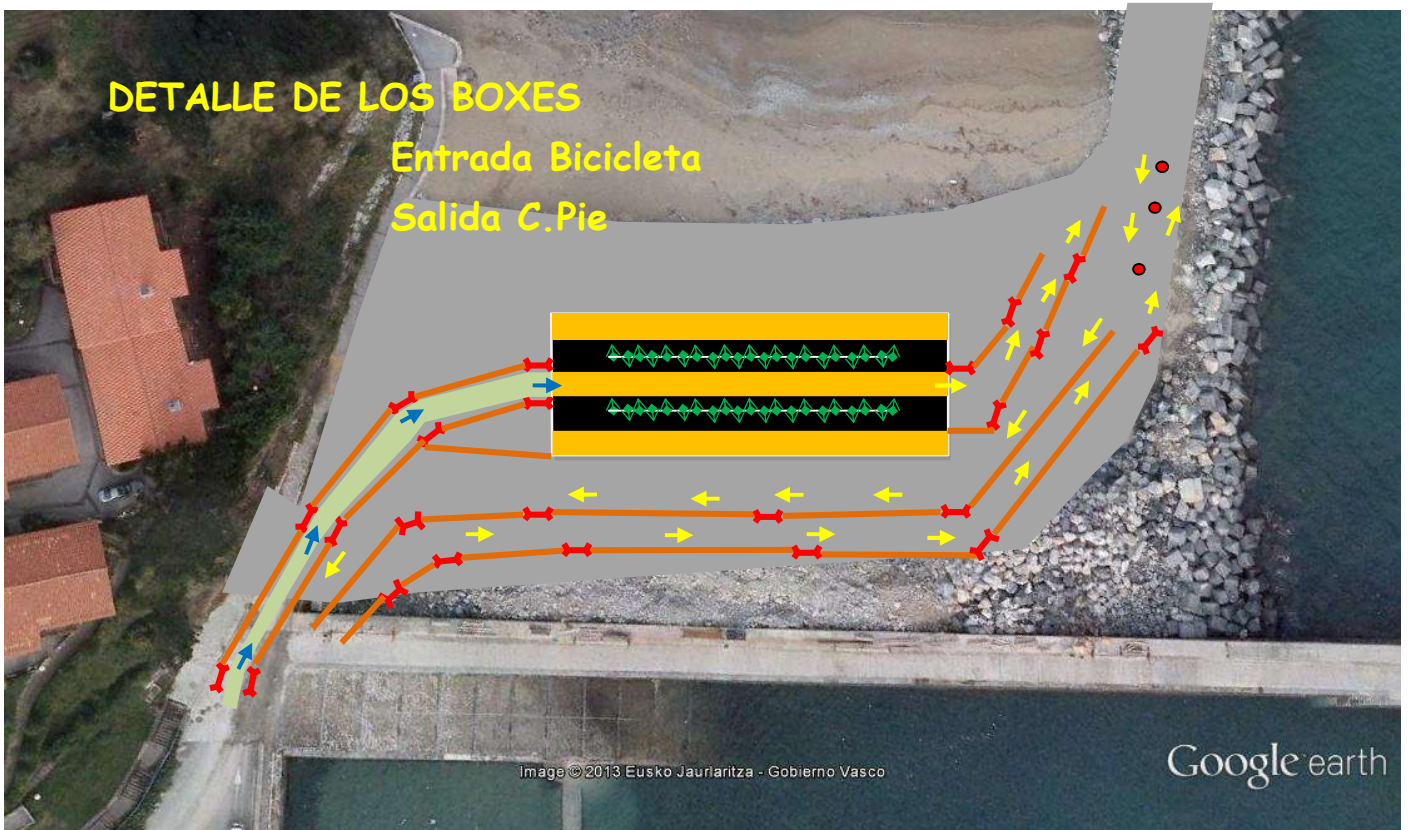 DETALLE DE LOS BOXES
Entrada Bicicleta
Salida C.Pie
Image © 2013 Eusko Jaurlaritza - Gobierno Vasco
Google earth